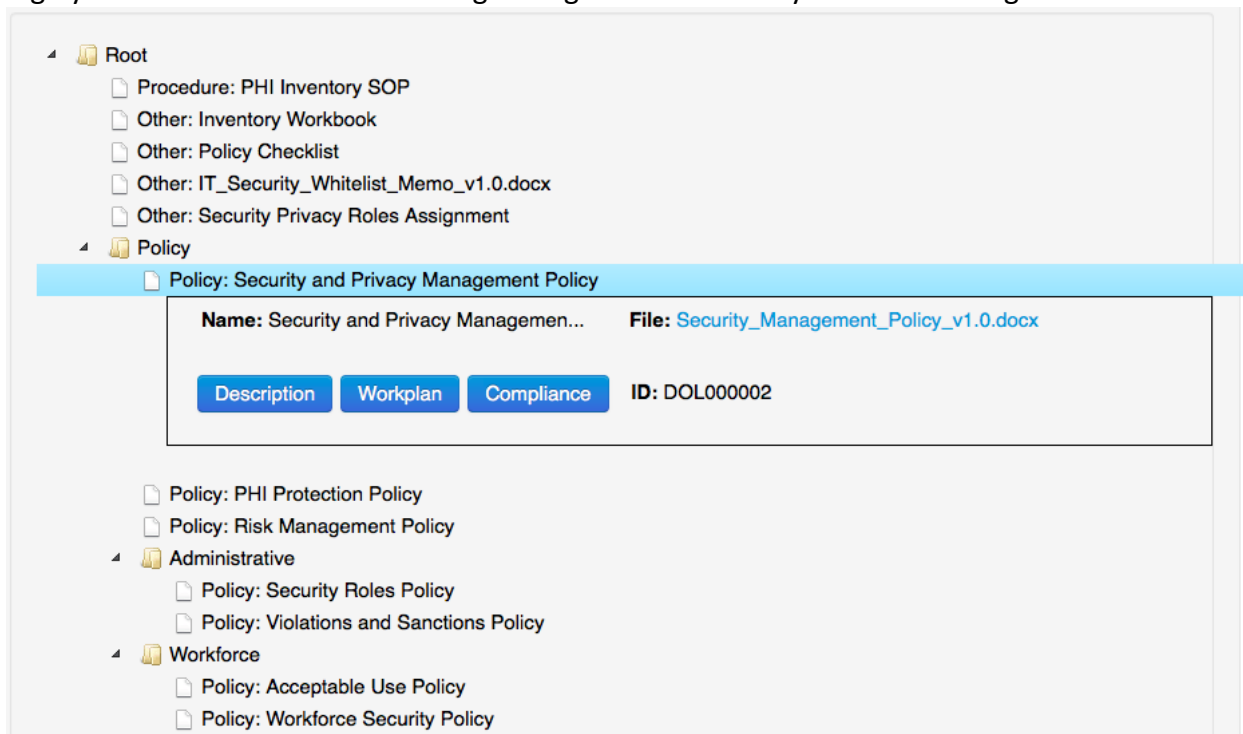 Root
Procedure: PHI Inventory SOP
Other: Inventory Workbook
Other: Policy Checklist
Other: IT_Security_Whitelist_Memo_v1.0.docx
Other: Security Privacy Roles Assignment
Policy
Policy: Security and Privacy Management Policy
Name: Security and Privacy Managemen... File: Security_Management_Policy_v1.0.docx
Description Workplan Compliance ID: DOL000002
Policy: PHI Protection Policy
Policy: Risk Management Policy
Administrative
Policy: Security Roles Policy
Policy: Violations and Sanctions Policy
Workforce
Policy: Acceptable Use Policy
Policy: Workforce Security Policy